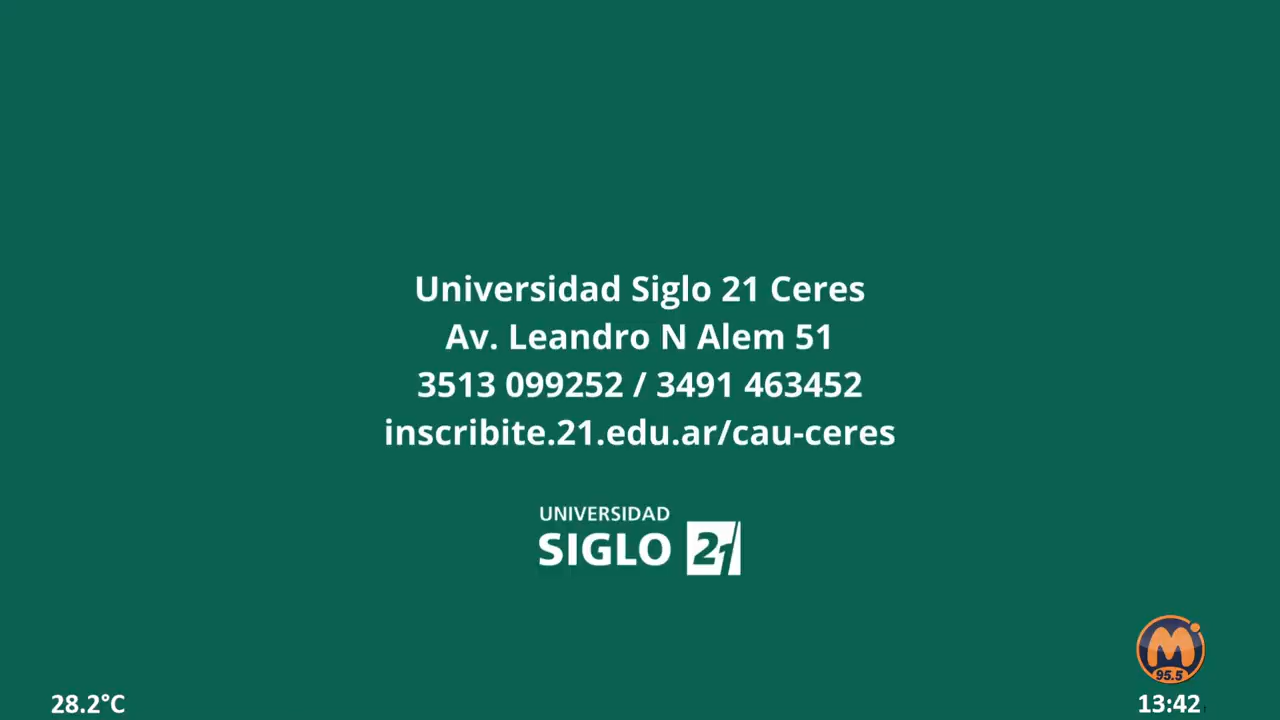 Universidad Siglo 21 Ceres
Av. Leandro N Alem 51
3513 099252 / 3491 463452
inscribite.21.edu.ar/cau-ceres
UNIVERSIDAD
SIGLO 21
M
95.5
28.2°C
13:42